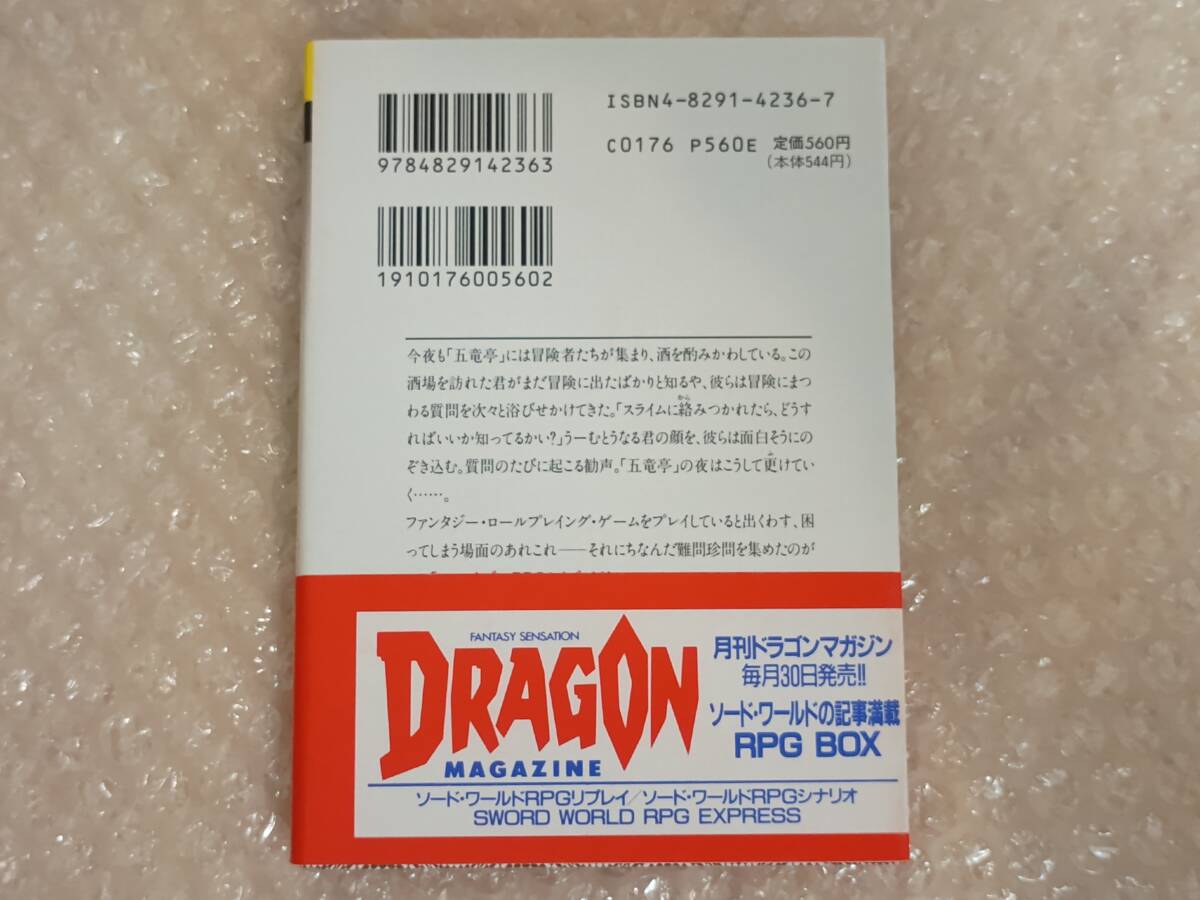 ISBN4-8291-4236-7
C0176 P560E 定価560円
(本体544円)
9784829142363
1910176005602
今夜も「五竜亭」には冒険者たちが集まり、酒を酌みかわしている。この
酒場を訪れた君がまだ冒険に出たばかりと知るや、彼らは冒険にまつ
わる質問を次々と浴びせかけてきた。「スライムに絡みつかれたら、どうす
ればいいか知ってるかい?」うーむとうなる君の顔を、彼らは面白そうにの
ぞき込む。質問のたびに起こる歓声。「五竜亭」の夜はこうして更けてい
く……。
ファンタジー・ロールプレイング・ゲームをプレイしていると出くわす、困
ってしまう場面のあれこれ――それにちなんだ難問珍問を集めたのが
FANTASY SENSATION
DRAGON
MAGAZINE
月刊ドラゴンマガジン
毎月30日発売!!
ソード・ワールドの記事満載
RPG BOX
ソード・ワールドRPGリプレイ/ソード・ワールドRPGシナリオ
SWORD WORLD RPG EXPRESS